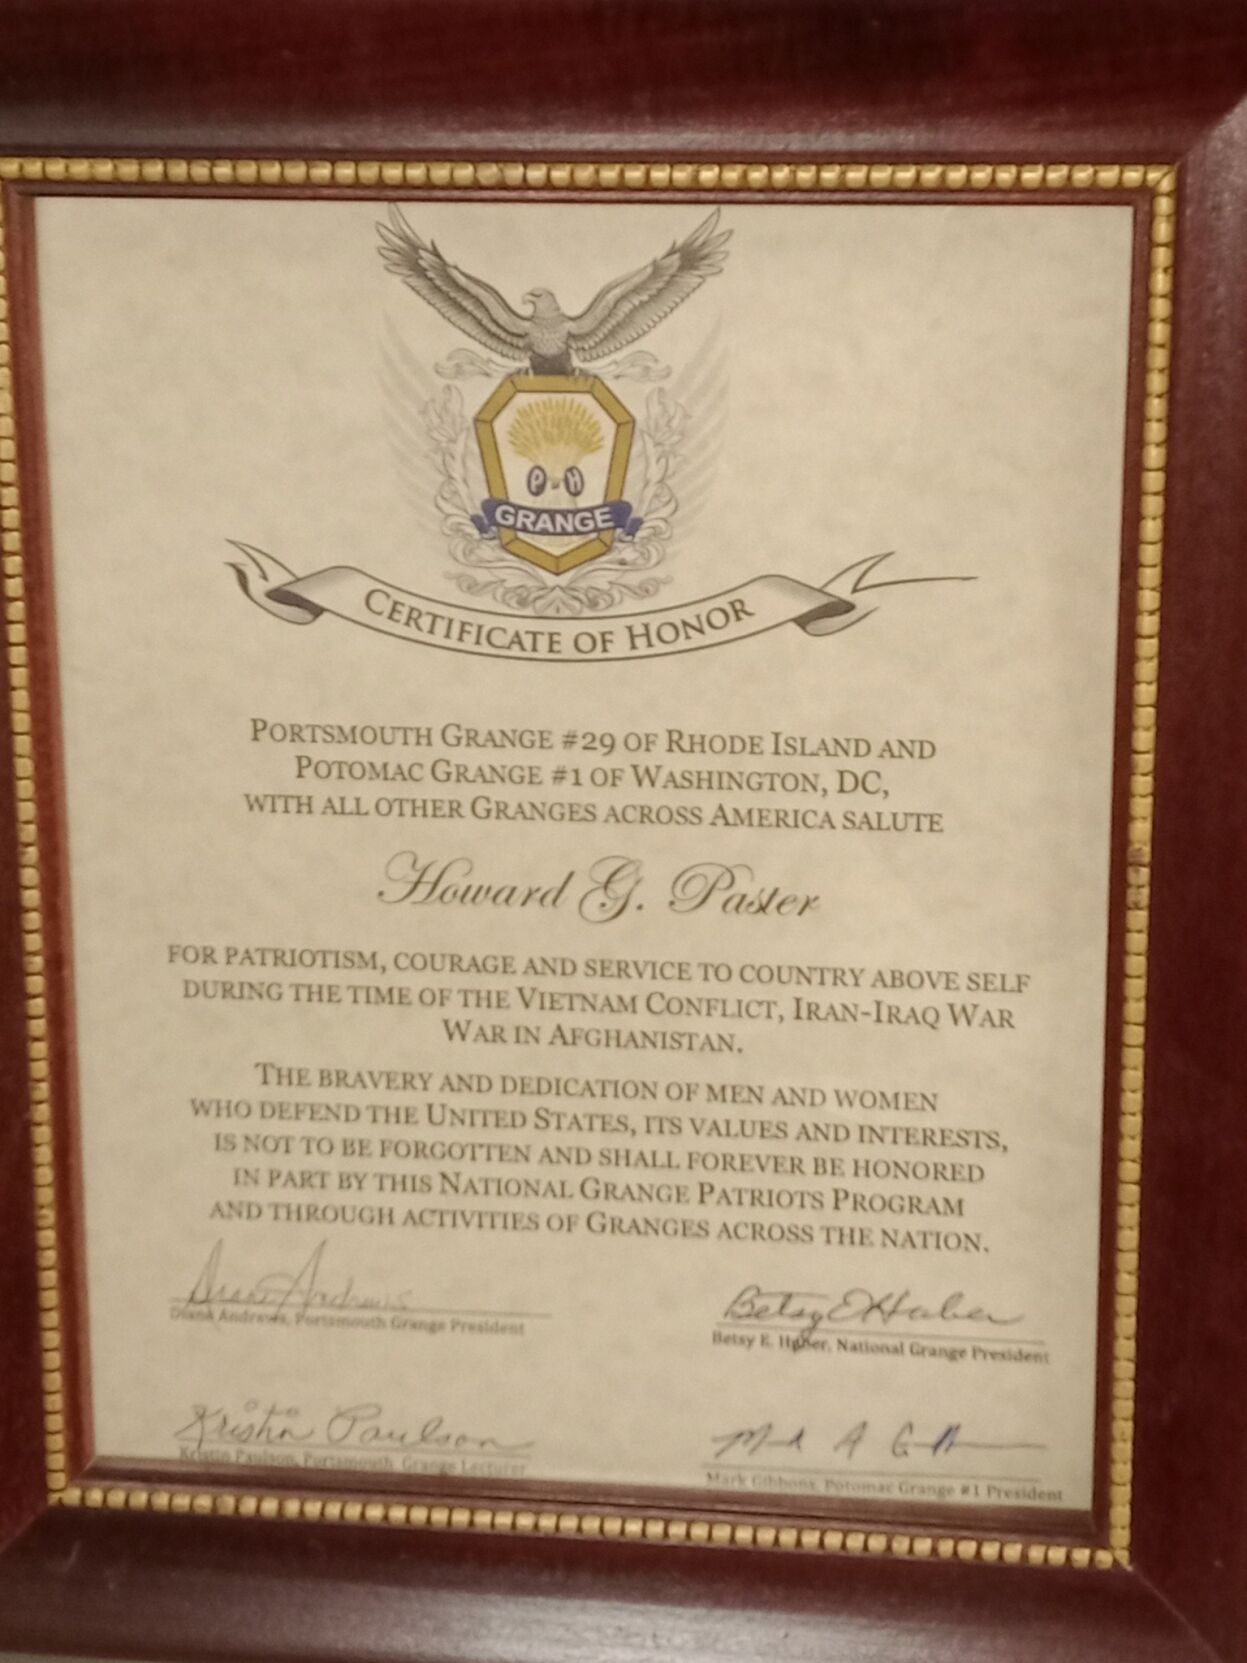 P H
GRANGE
CERTIFICATE OF HONOR
PORTSMOUTH GRANGE #29 OF RHODE ISLAND AND
POTOMAC GRANGE #1 OF WASHINGTON, DC,
WITH ALL OTHER GRANGES ACROSS AMERICA SALUTE
Howard G. Paster
FOR PATRIOTISM, COURAGE AND SERVICE TO COUNTRY ABOVE SELF
DURING THE TIME OF THE VIETNAM CONFLICT, IRAN-IRAQ WAR
WAR IN AFGHANISTAN.
THE BRAVERY AND DEDICATION OF MEN AND WOMEN
WHO DEFEND THE UNITED STATES, ITS VALUES AND INTERESTS,
IS NOT TO BE FORGOTTEN AND SHALL FOREVER BE HONORED
IN PART BY THIS NATIONAL GRANGE PATRIOTS PROGRAM
AND THROUGH ACTIVITIES OF GRANGES ACROSS THE NATION.
Diana Andrews
Diana Andrews, Portsmouth Grange President
Betsy E Huber
Betsy E. Huber, National Grange President
Kristin Paulson
Kristin Paulson, Portsmouth Grange Lecturer
Mark Gibbons, Potomac Grange #1 President